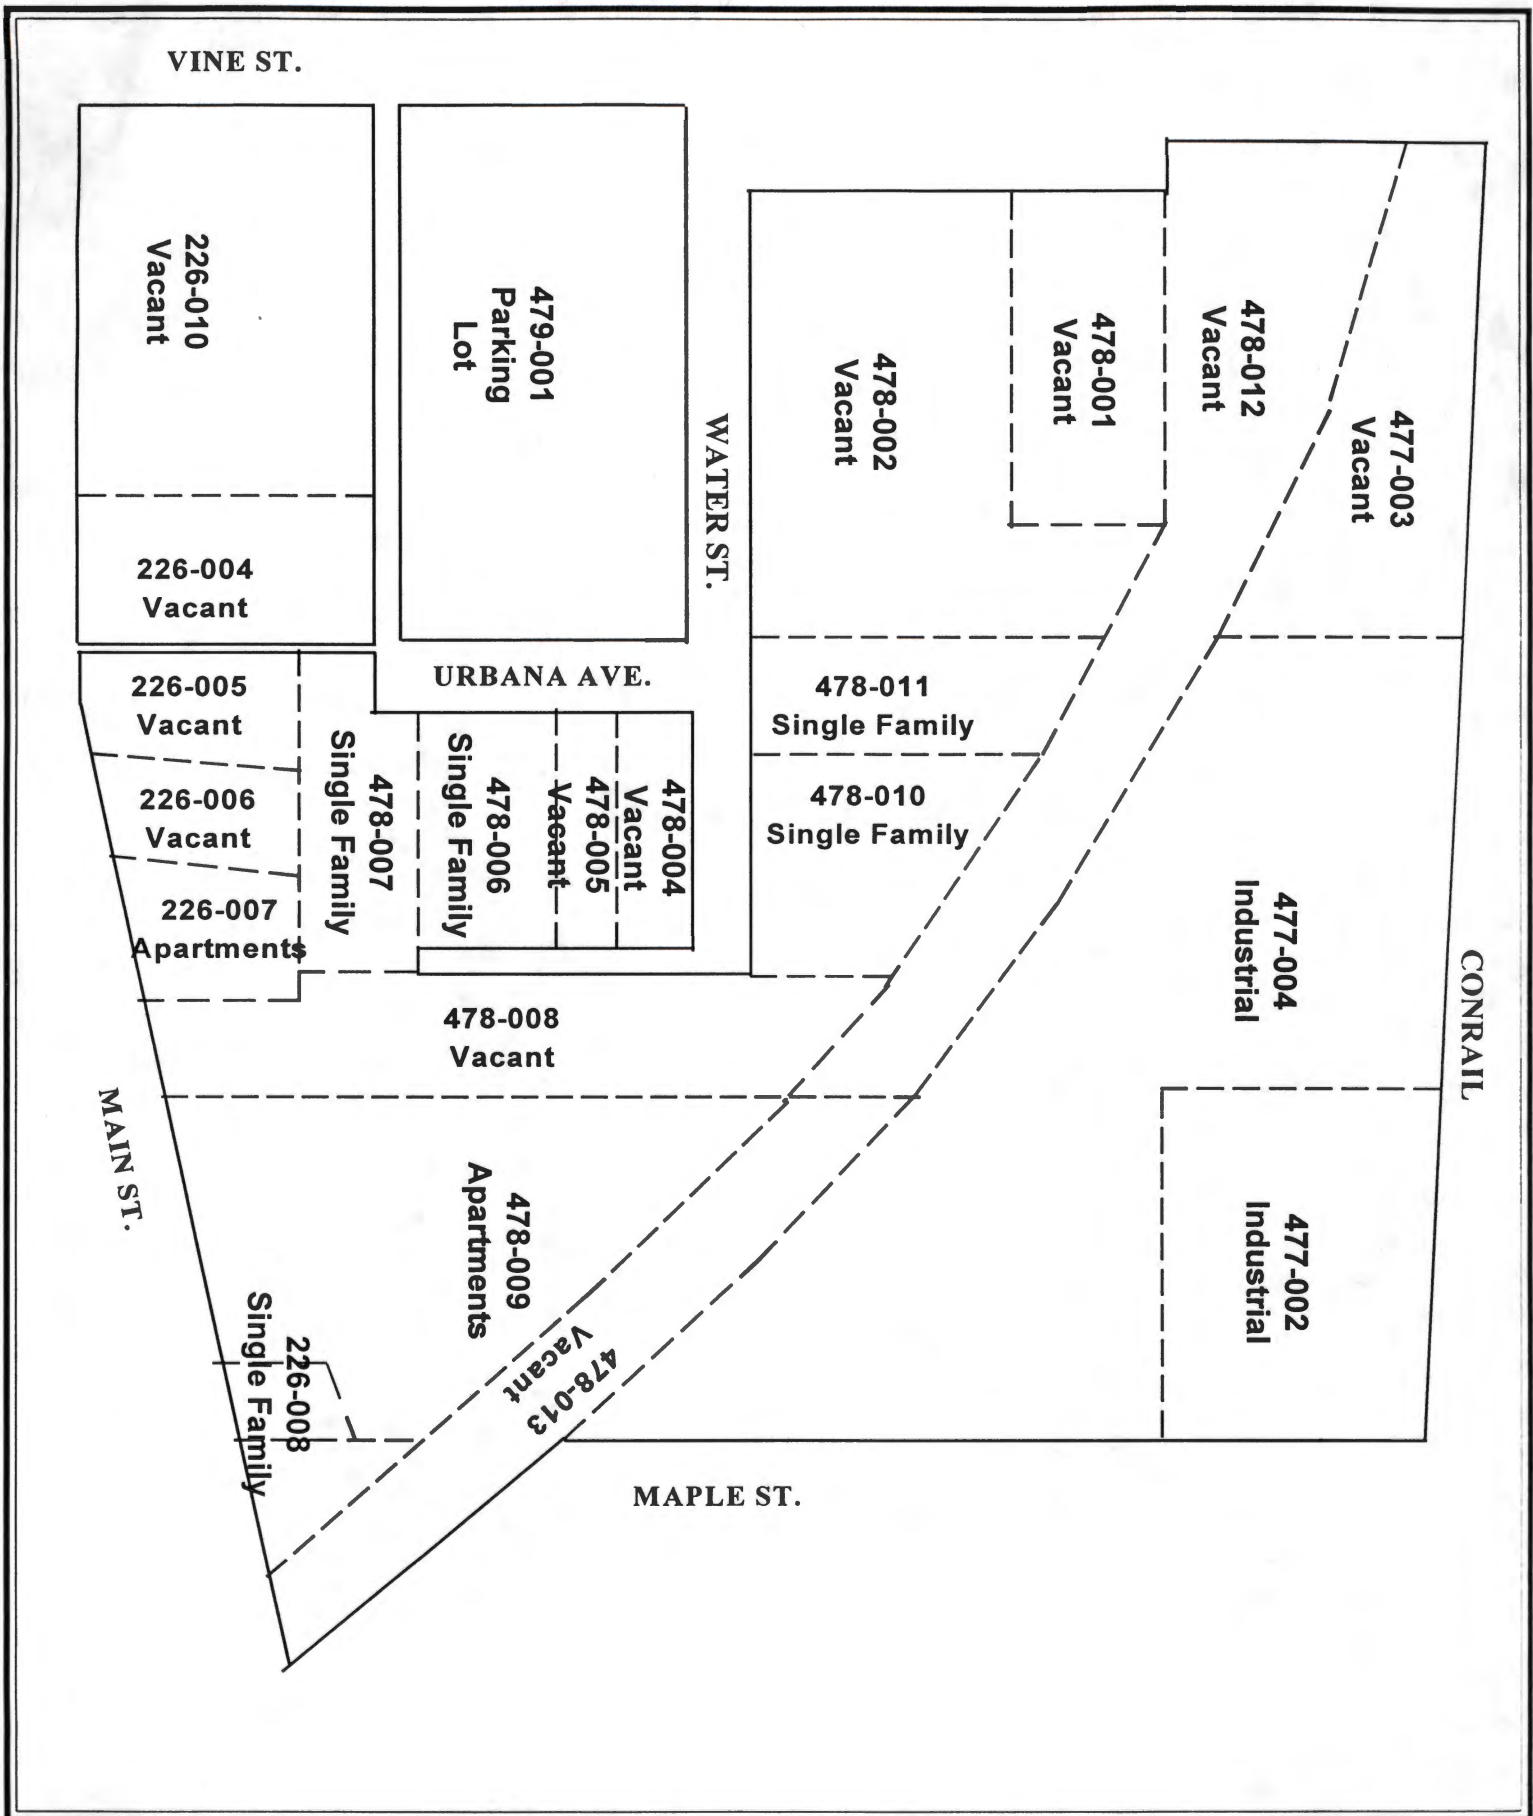 VINE ST.
226-010
Vacant
479-001
Parking
Lot
WATER ST.
478-002
Vacant
478-001
Vacant
478-012
Vacant
477-003
Vacant
226-004
Vacant
URBANA AVE.
226-005
Vacant
226-006
Vacant
226-007
Apartments
478-007
Single Family
478-006
Single Family
478-005
Vacant
478-004
Vacant
478-011
Single Family
478-010
Single Family
477-004
Industrial
CONRAIL
478-008
Vacant
MAIN ST.
478-009
Apartments
477-002
Industrial
226-008
Single Family
478-013
Vacant
MAPLE ST.